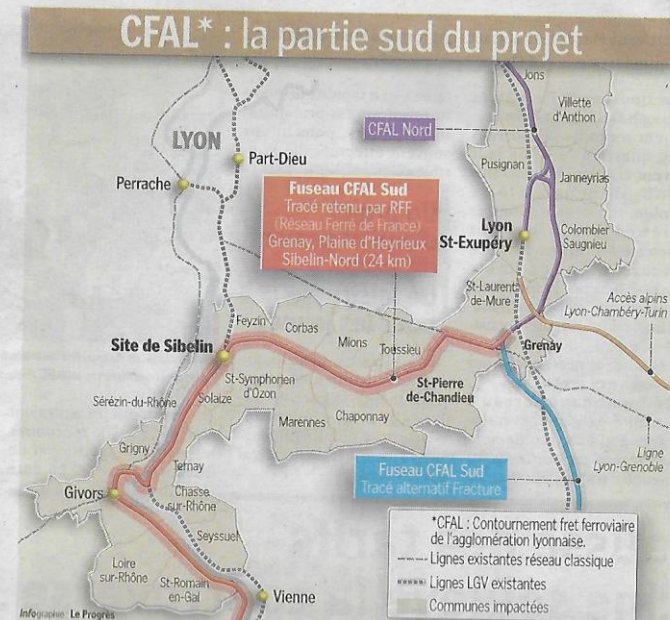 CFAL* : la partie sud du projet
Jons
Villette
d'Anthon
CFAL Nord
LYON
Part-Dieu
Pusignan
Janneyrias
Perrache
Fuseau CFAL Sud
Tracé retenu par RFF
(Réseau Ferré de France)
Grenay, Plaine d'Heyrieux
Sibelin-Nord (24 km)
Lyon
St-Exupéry
Colombier
Saugnieu
St-Laurent
de-Mure
Accès alpins
Lyon-Chambéry-Turin
Feyzin
Corbas
Mions
Toussieu
Grenay
Site de Sibelin
St-Pierre
de-Chandieu
St-Symphorien
d'Ozon
Solaize
Sérézin-du-Rhône
Marennes
Chaponnay
Grigny
Ternay
Ligne
Lyon-Grenoble
Fuseau CFAL Sud
Tracé alternatif Fracture
Givors
Chasse
sur-Rhône
Seyssuel
Loire
sur-Rhône
St-Romain
en-Gal
Vienne
*CFAL : Contournement fret ferroviaire
de l'agglomération lyonnaise.
Lignes existantes réseau classique
Lignes LGV existantes
Communes impactées
Infographie Le Progrès